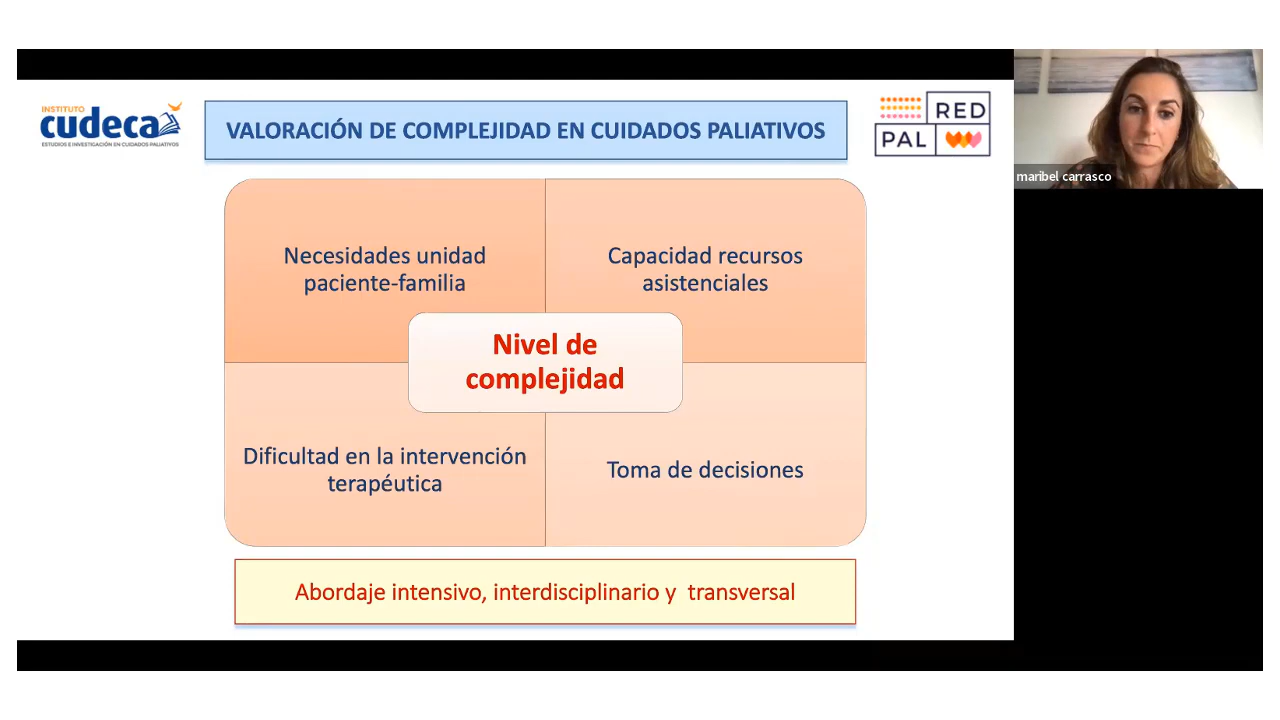 INSTITUTO
cudeca
ESTUDIOS E INVESTIGACIÓN EN CUIDADOS PALIATIVOS
VALORACIÓN DE COMPLEJIDAD EN CUIDADOS PALIATIVOS
RED
PAL
maribel carrasco
Necesidades unidad
paciente-familia
Capacidad recursos
asistenciales
Nivel de
complejidad
Dificultad en la intervención
terapéutica
Toma de decisiones
Abordaje intensivo, interdisciplinario y  transversal